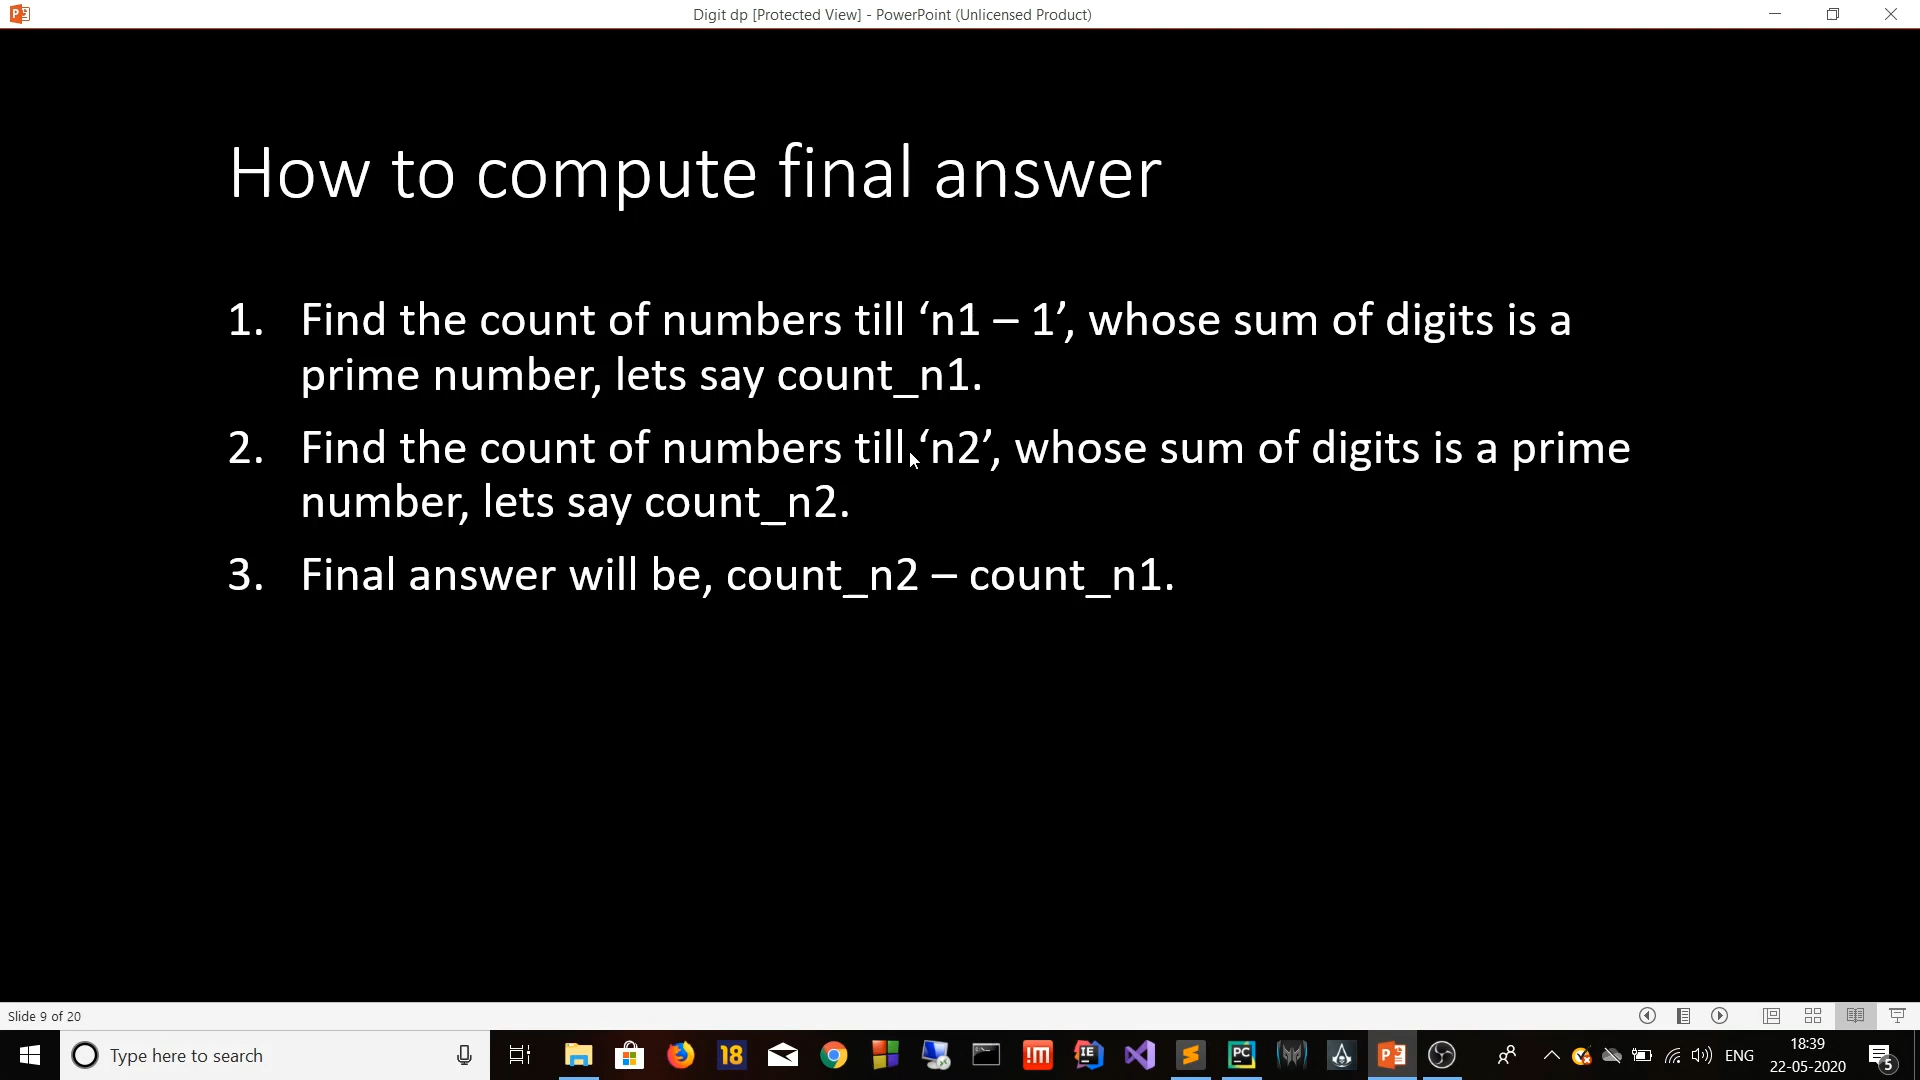 Digit dp [Protected View] - PowerPoint (Unlicensed Product)
How to compute final answer
1. Find the count of numbers till ‘n1 – 1’, whose sum of digits is a
prime number, lets say count_n1.
2. Find the count of numbers till ‘n2’, whose sum of digits is a prime
number, lets say count_n2.
3. Final answer will be, count_n2 – count_n1.
Slide 9 of 20
Type here to search
18
!m
IE
PC
P
ENG
18:39
22-05-2020
5